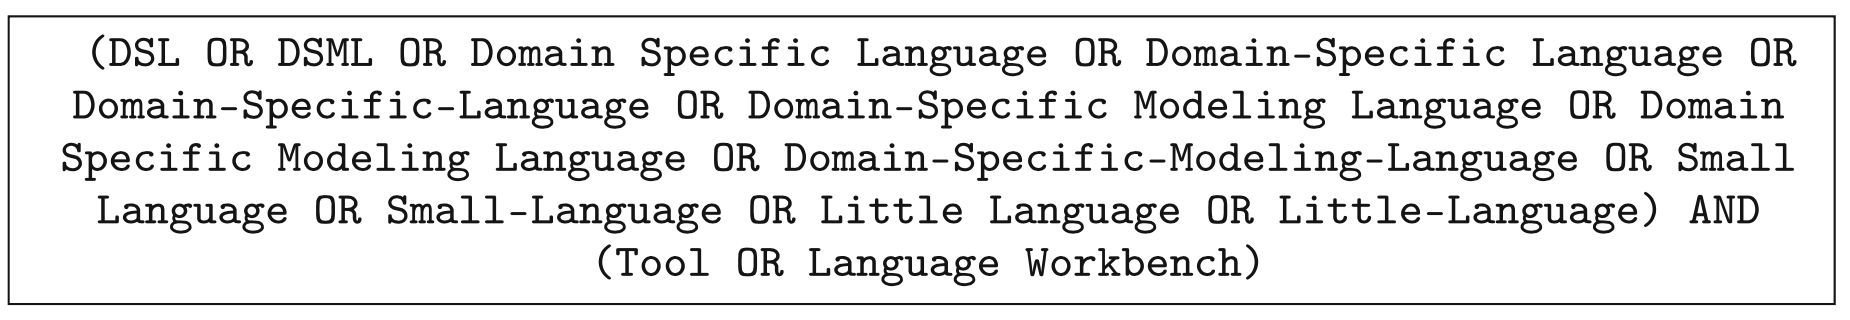 (DSL OR DSML OR Domain Specific Language OR Domain-Specific Language OR
Domain-Specific-Language OR Domain-Specific Modeling Language OR Domain
Specific Modeling Language OR Domain-Specific-Modeling-Language OR Small
Language OR Small-Language OR Little Language OR Little-Language) AND
(Tool OR Language Workbench)